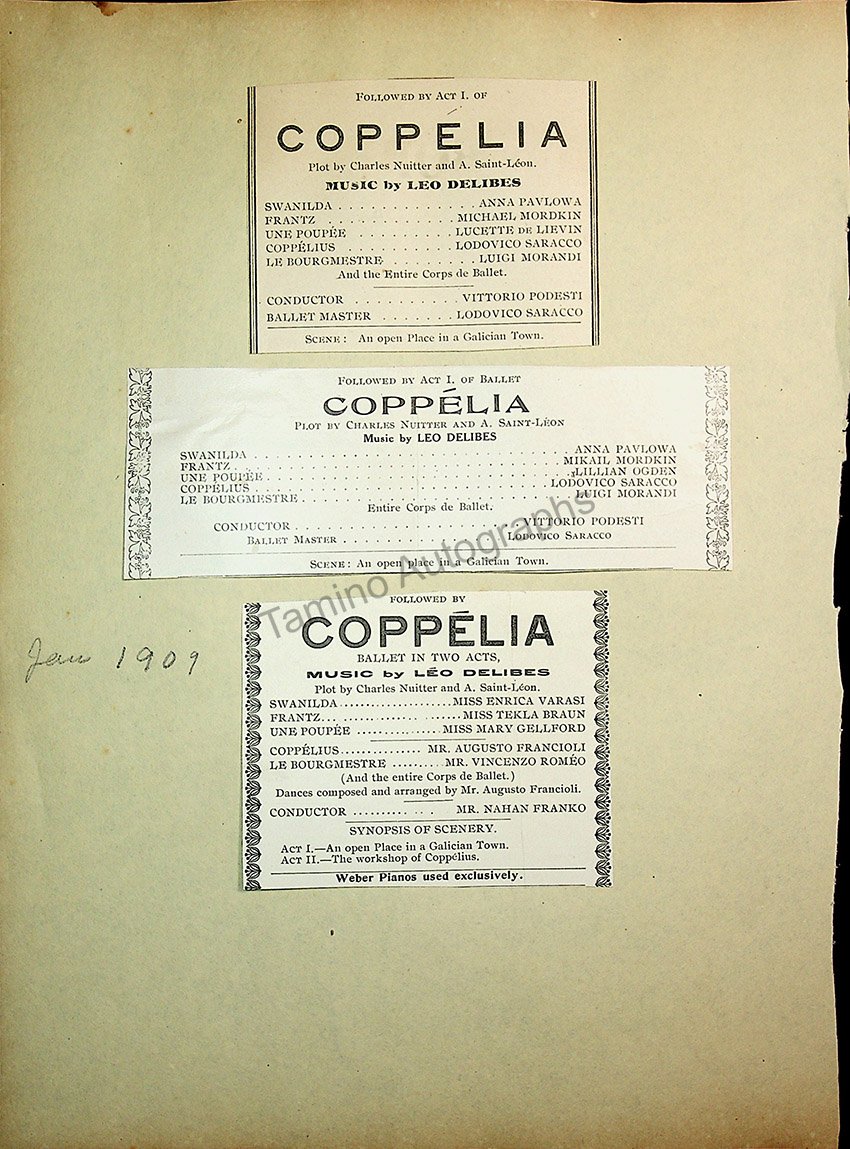 FOLLOWED BY ACT I. OF
COPPÉLIA
Plot by Charles Nuitter and A. Saint-Léon.
MUSIC by LEO DELIBES
SWANILDA . . . . . . . . . . . . . ANNA PAVLOWA
FRANTZ . . . . . . . . . . . . MICHAEL MORDKIN
UNE POUPÉE . . . . . . . . . LUCETTE DE LIEVIN
COPPÉLIUS . . . . . . . . . . LODOVICO SARACCO
LE BOURGMESTRE . . . . . . . . LUIGI MORANDI
And the Entire Corps de Ballet.
CONDUCTOR . . . . . . . . . . VITTORIO PODESTI
BALLET MASTER . . . . . . . LODOVICO SARACCO
SCENE: An open Place in a Galician Town.
FOLLOWED BY ACT I. OF BALLET
COPPÉLIA
PLOT BY CHARLES NUITTER AND A. SAINT-LÉON
Music by LEO DELIBES
SWANILDA . . . . . . . . . . . . . . . . . . . . . . . . . . ANNA PAVLOWA
FRANTZ . . . . . . . . . . . . . . . . . . . . . . . . . . MIKAIL MORDKIN
UNE POUPÉE . . . . . . . . . . . . . . . . . . . . . . . . LILLIAN OGDEN
COPPÉLIUS . . . . . . . . . . . . . . . . . . . . . . . LODOVICO SARACCO
LE BOURGMESTRE . . . . . . . . . . . . . . . . . . . . . LUIGI MORANDI
Entire Corps de Ballet.
CONDUCTOR . . . . . . . . . . . . . . . . . VITTORIO PODESTI
BALLET MASTER . . . . . . . . . . . . LODOVICO SARACCO
SCENE: An open place in a Galician Town.
Tamino Autographs
FOLLOWED BY
COPPÉLIA
BALLET IN TWO ACTS,
MUSIC by LÉO DELIBES
Plot by Charles Nuitter and A. Saint-Léon.
SWANILDA...................... MISS ENRICA VARASI
FRANTZ... ............. ...... MISS TEKLA BRAUN
UNE POUPÉE ............... MISS MARY GELLFORD
COPPÉLIUS............... MR. AUGUSTO FRANCIOLI
LE BOURGMESTRE .......... MR. VINCENZO ROMÉO
(And the entire Corps de Ballet.)
Dances composed and arranged by Mr. Augusto Francioli.
CONDUCTOR .......... .. . MR. NAHAN FRANKO
SYNOPSIS OF SCENERY.
ACT I.—An open Place in a Galician Town.
ACT II.—The workshop of Coppélius.
Weber Pianos used exclusively.
Jan 1909